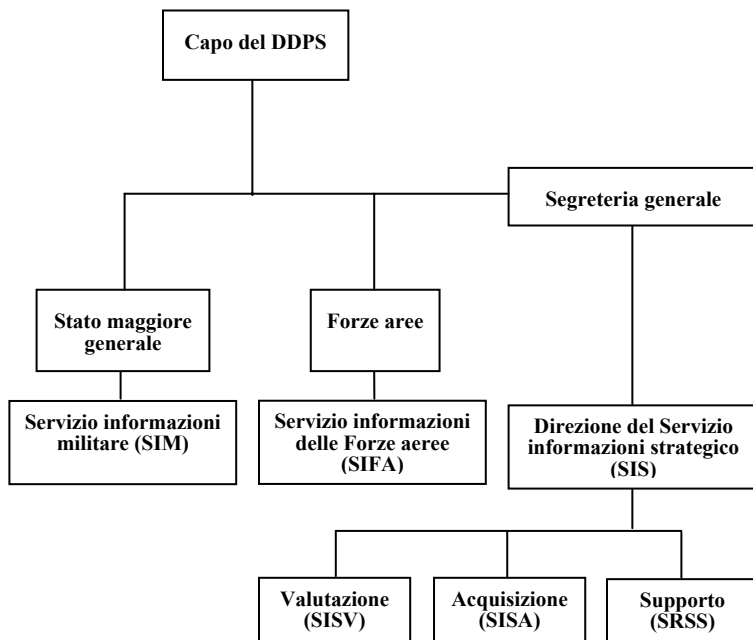 Capo del DDPS
Segreteria generale
Stato maggiore
generale
Forze aree
Servizio informazioni
militare (SIM)
Servizio informazioni
delle Forze aeree
(SIFA)
Direzione del Servizio
informazioni strategico
(SIS)
Valutazione
(SISV)
Acquisizione
(SISA)
Supporto
(SRSS)